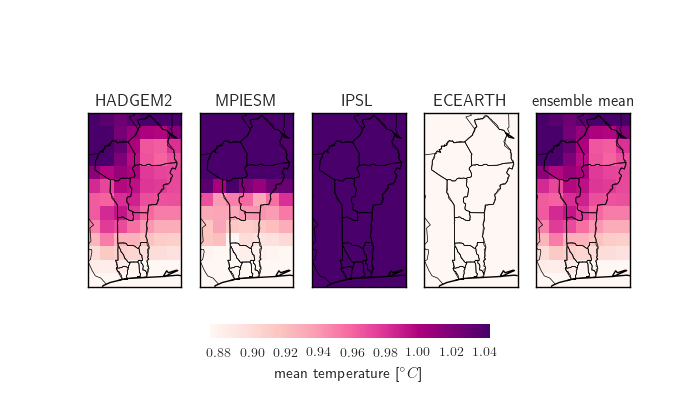 HADGEM2 MPIESM IPSL ECEARTH ensemble mean
0.88 0.90 0.92 0.94 0.96 0.98 1.00 1.02 1.04
mean temperature [°C]